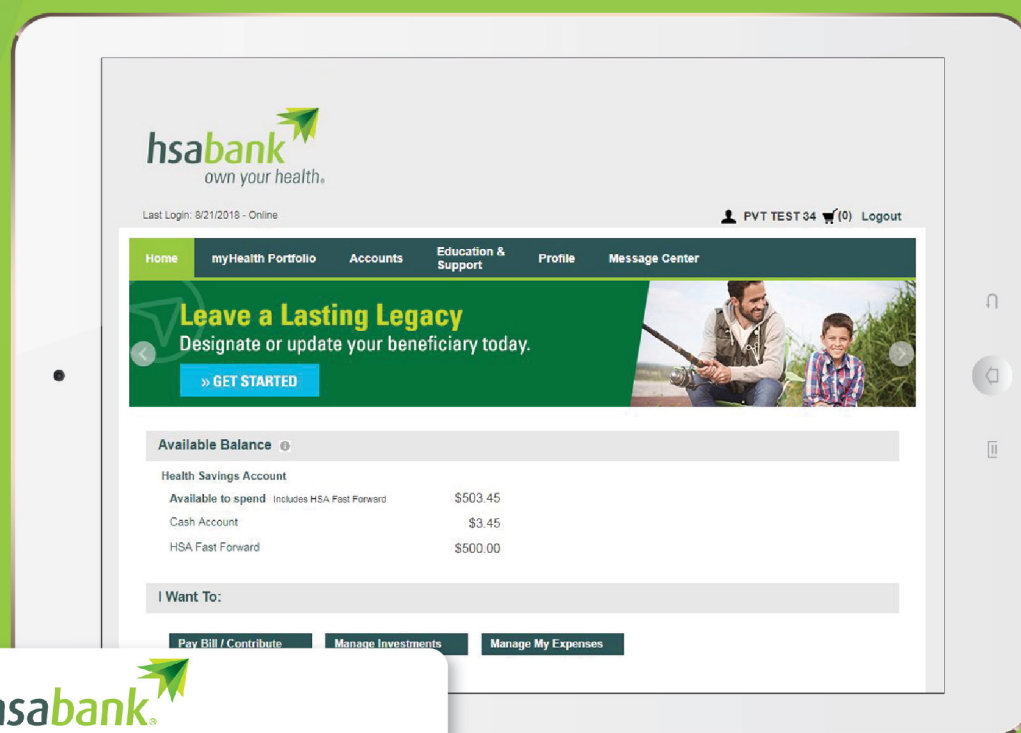 hsabank
own your health®
Last Login: 8/21/2018 - Online
PVT TEST 34 (0) Logout
Home myHealth Portfolio Accounts Education & Support Profile Message Center
Leave a Lasting Legacy
Designate or update your beneficiary today.
» GET STARTED
Available Balance
Health Savings Account
Available to spend Includes HSA Fast Forward $503.45
Cash Account $3.45
HSA Fast Forward $500.00
I Want To:
Pay Bill / Contribute Manage Investments Manage My Expenses
hsabank®